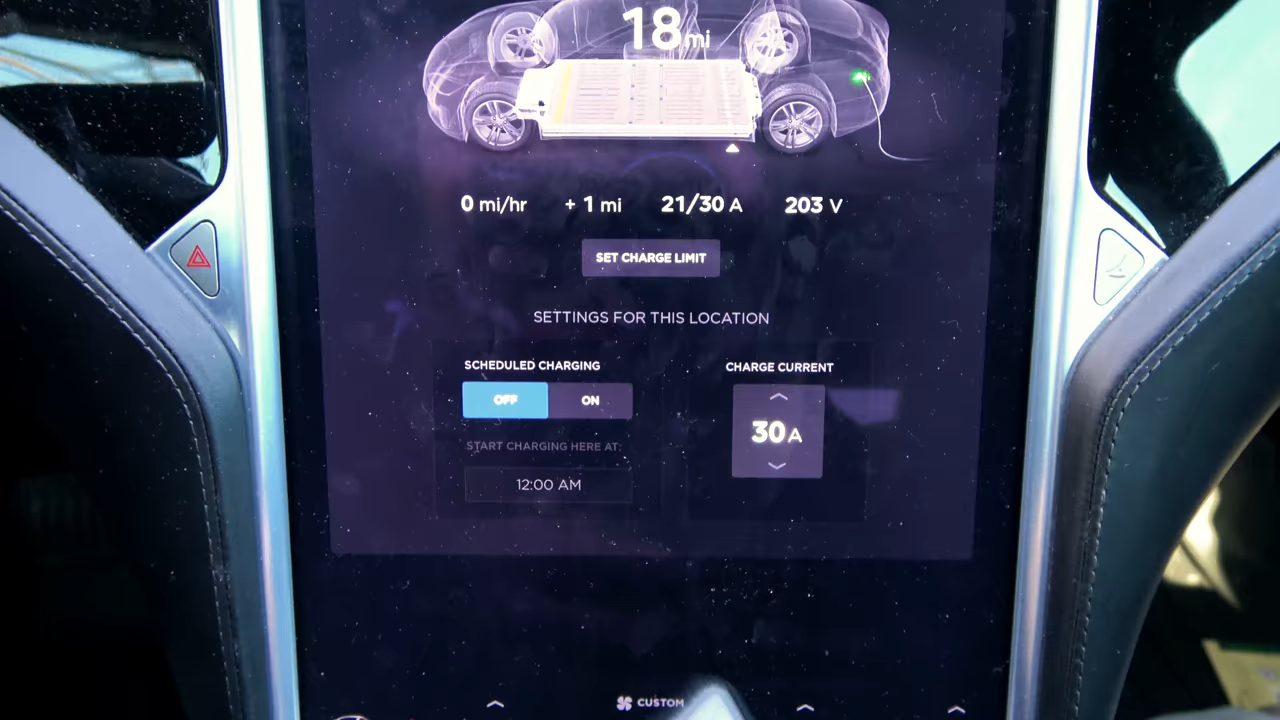 18 mi
0 mi/hr + 1 mi 21/30 A 203 V
SET CHARGE LIMIT
SETTINGS FOR THIS LOCATION
SCHEDULED CHARGING
OFF ON
START CHARGING HERE AT:
12:00 AM
CHARGE CURRENT
30 A
CUSTOM